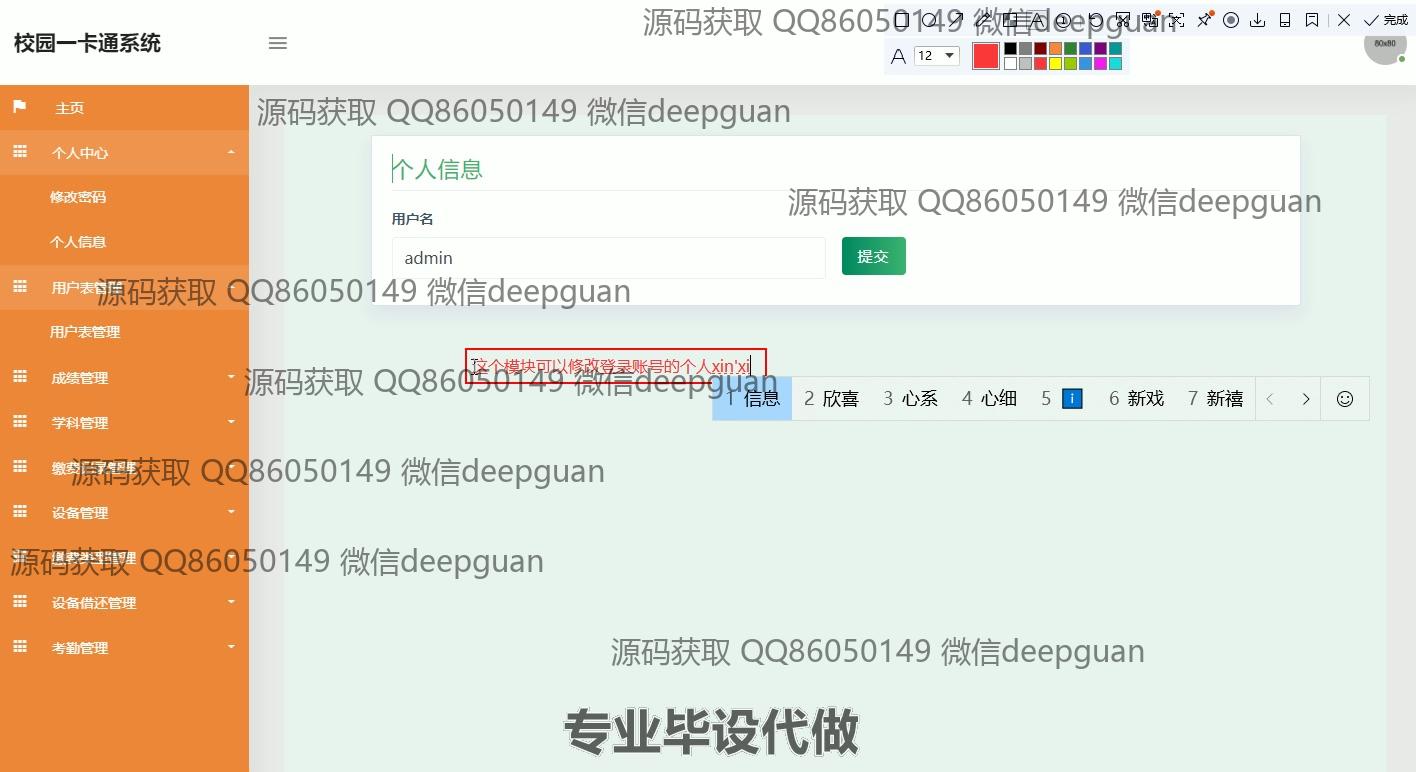 校园一卡通系统
源码获取 QQ86050149 微信deepguan
完成
12
80x80
主页
源码获取 QQ86050149 微信deepguan
个人中心
个人信息
修改密码
源码获取 QQ86050149 微信deepguan
用户名
个人信息
admin
提交
用户表管理
源码获取 QQ86050149 微信deepguan
用户表管理
这个模块可以修改登录账号的个人xin'xi
成绩管理
源码获取 QQ86050149 微信deepguan
1 信息 2 欣喜 3 心系 4 心细 5 6 新戏 7 新禧
学科管理
源码获取 QQ86050149 微信deepguan
设备管理
源码获取 QQ86050149 微信deepguan
设备借还管理
考勤管理
源码获取 QQ86050149 微信deepguan
专业毕设代做